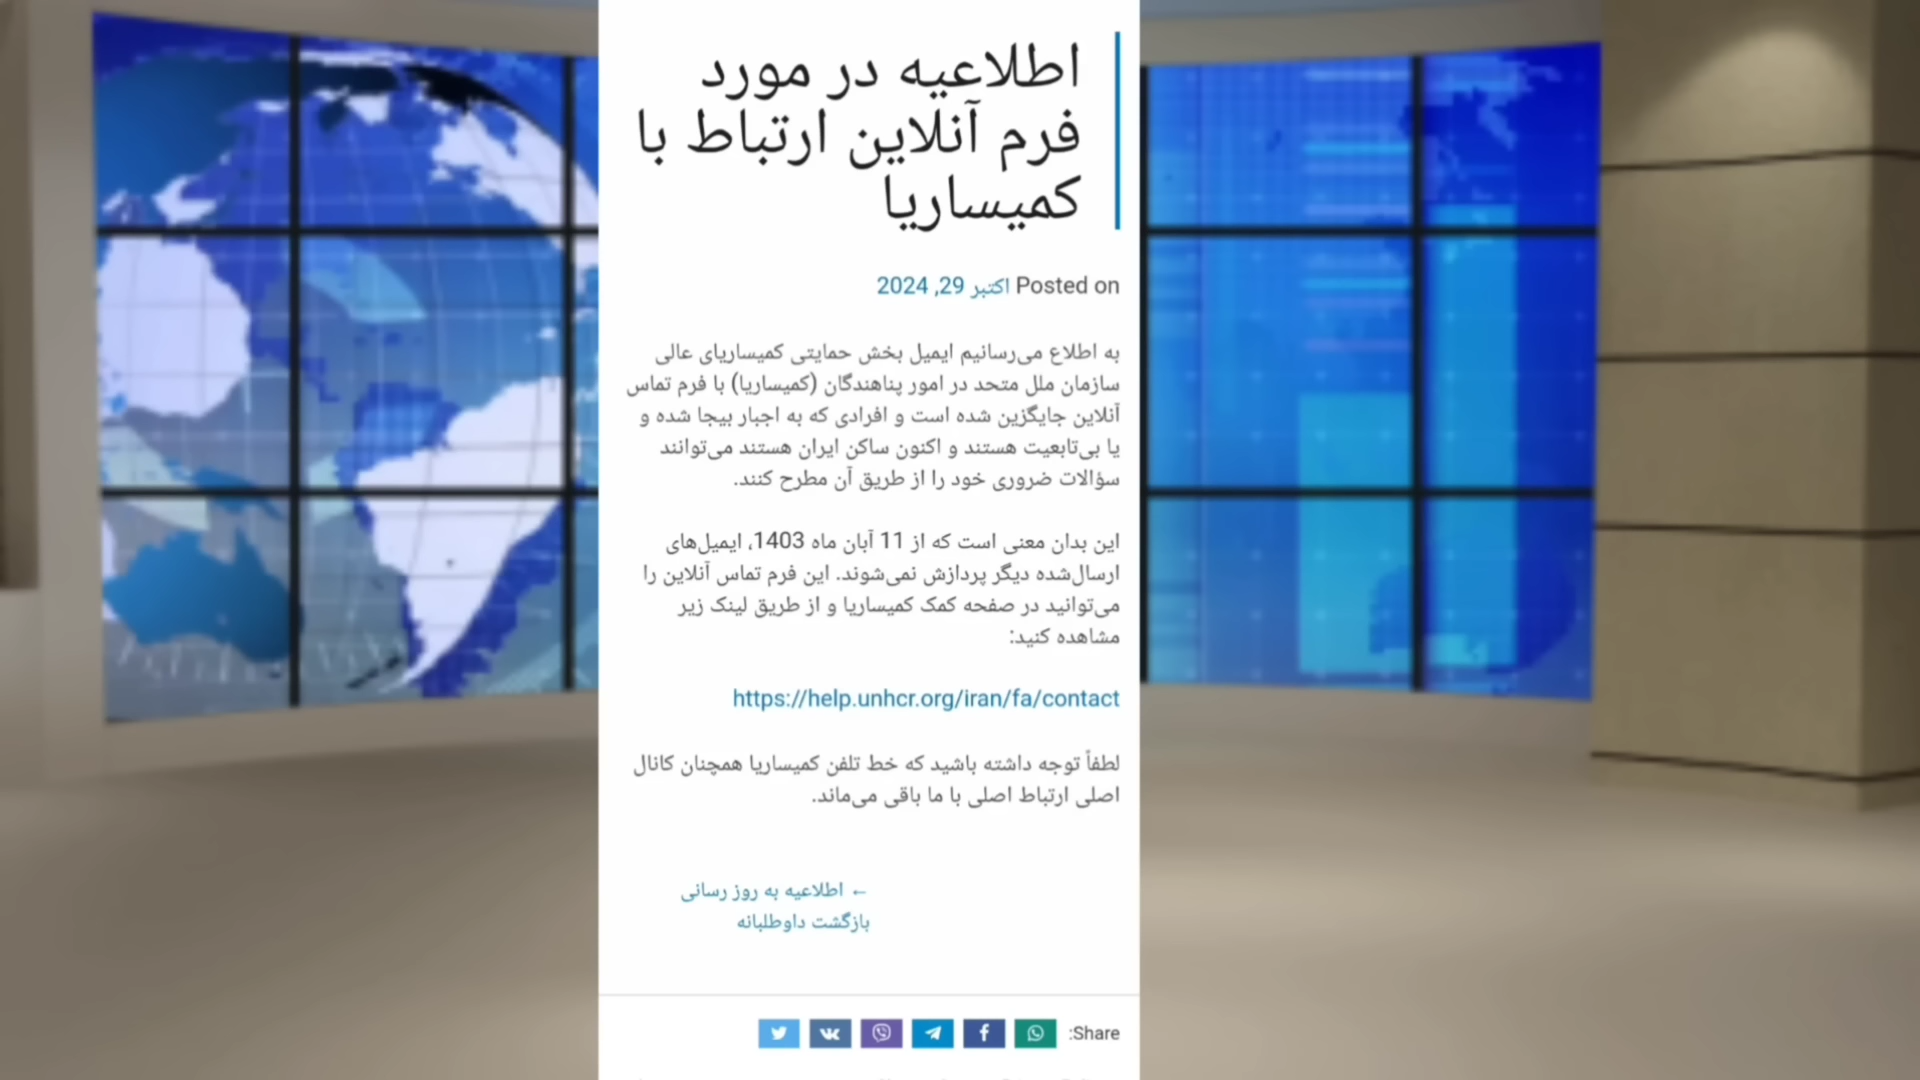 اطلاعیه در مورد
فرم آنلاین ارتباط با
کمیساریا
Posted on اکتبر 29, 2024
به اطلاع می‌رسانیم ایمیل بخش حمایتی کمیساریای عالی
سازمان ملل متحد در امور پناهندگان (کمیساریا) با فرم تماس
آنلاین جایگزین شده است و افرادی که به اجبار بیجا شده و
یا بی‌تابعیت هستند و اکنون ساکن ایران هستند می‌توانند
سؤالات ضروری خود را از طریق آن مطرح کنند.
این بدان معنی است که از 11 آبان ماه 1403، ایمیل‌های
ارسال‌شده دیگر پردازش نمی‌شوند. این فرم تماس آنلاین را
می‌توانید در صفحه کمک کمیساریا و از طریق لینک زیر
مشاهده کنید:
https://help.unhcr.org/iran/fa/contact
لطفاً توجه داشته باشید که خط تلفن کمیساریا همچنان کانال
اصلی ارتباط اصلی با ما باقی می‌ماند.
← اطلاعیه به روز رسانی
بازگشت داوطلبانه
Share: